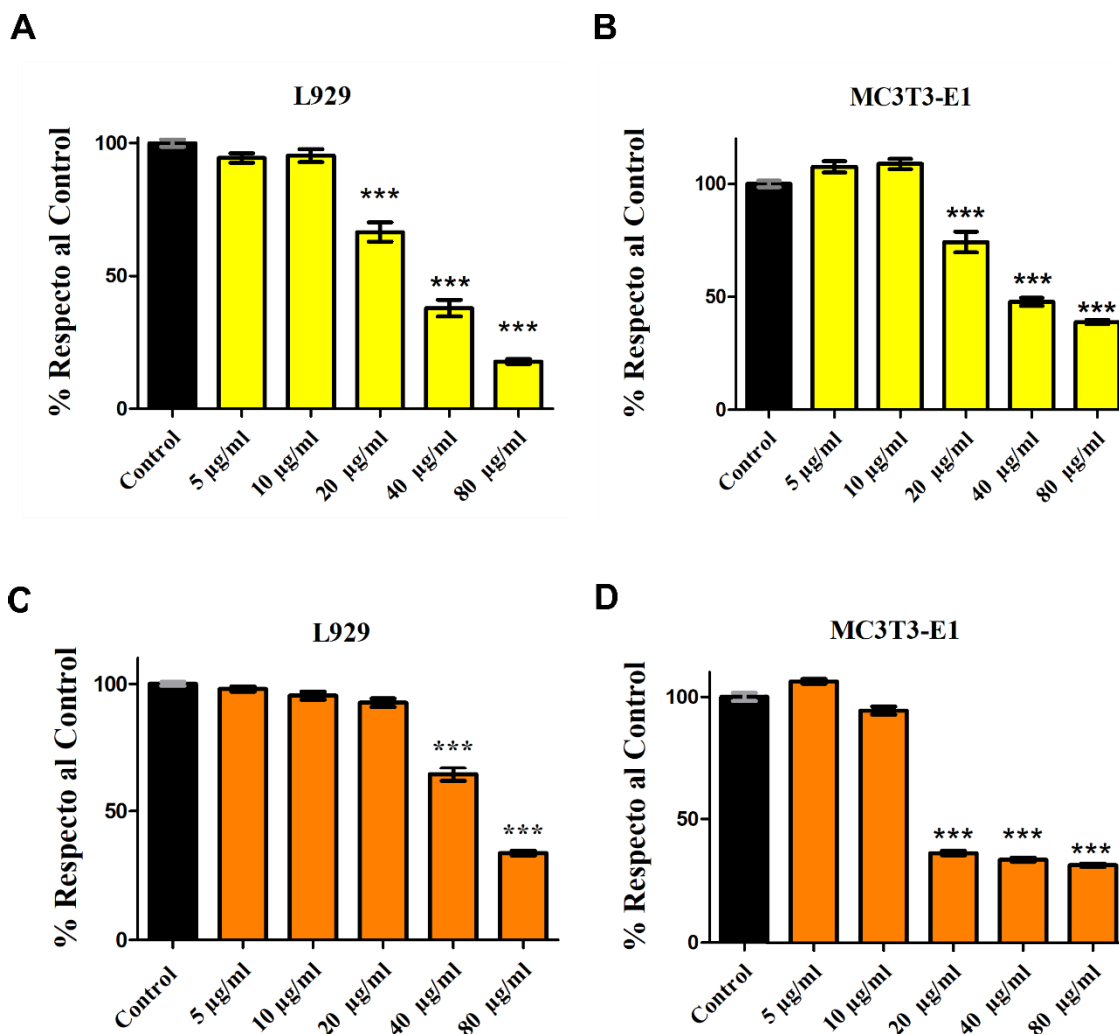 A
L929
% Respecto al Control
100
50
0
***
***
***
Control
5 µg/ml
10 µg/ml
20 µg/ml
40 µg/ml
80 µg/ml
B
MC3T3-E1
% Respecto al Control
100
50
0
***
***
***
Control
5 µg/ml
10 µg/ml
20 µg/ml
40 µg/ml
80 µg/ml
C
L929
% Respecto al Control
100
50
0
***
***
Control
5 µg/ml
10 µg/ml
20 µg/ml
40 µg/ml
80 µg/ml
D
MC3T3-E1
% Respecto al Control
100
50
0
***
***
***
Control
5 µg/ml
10 µg/ml
20 µg/ml
40 µg/ml
80 µg/ml